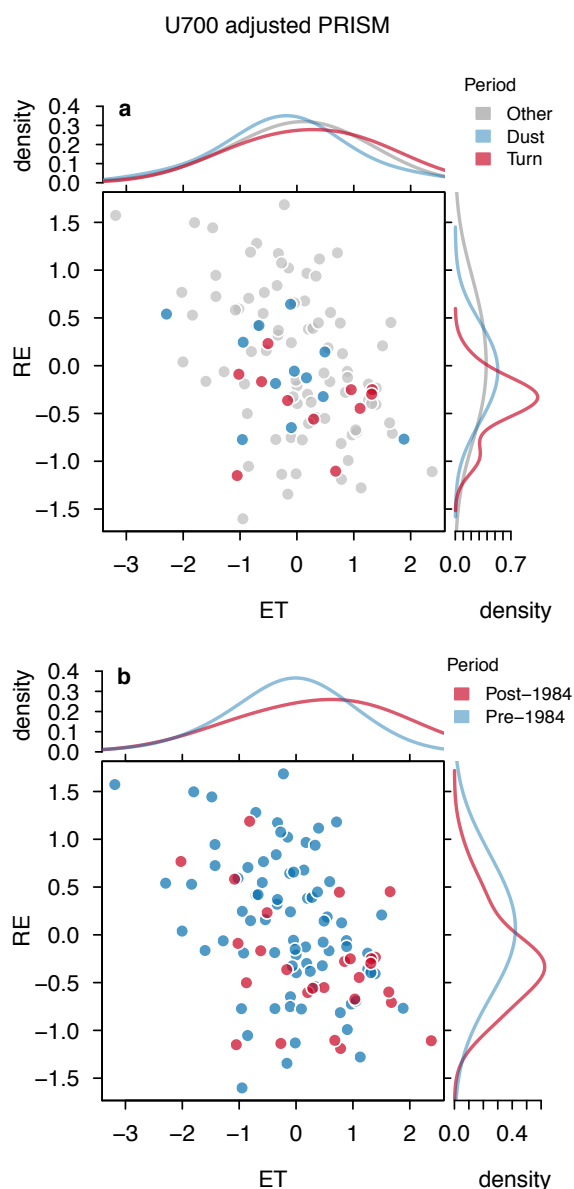 U700 adjusted PRISM
Period
Other
Dust
Turn
a
density
0.4
0.3
0.2
0.1
0.0
1.5
1.0
0.5
0.0
−0.5
−1.0
−1.5
RE
−3 −2 −1 0 1 2
ET
0.0 0.7
density
Period
Post−1984
Pre−1984
b
density
0.4
0.3
0.2
0.1
0.0
1.5
1.0
0.5
0.0
−0.5
−1.0
−1.5
RE
−3 −2 −1 0 1 2
ET
0.0 0.4
density